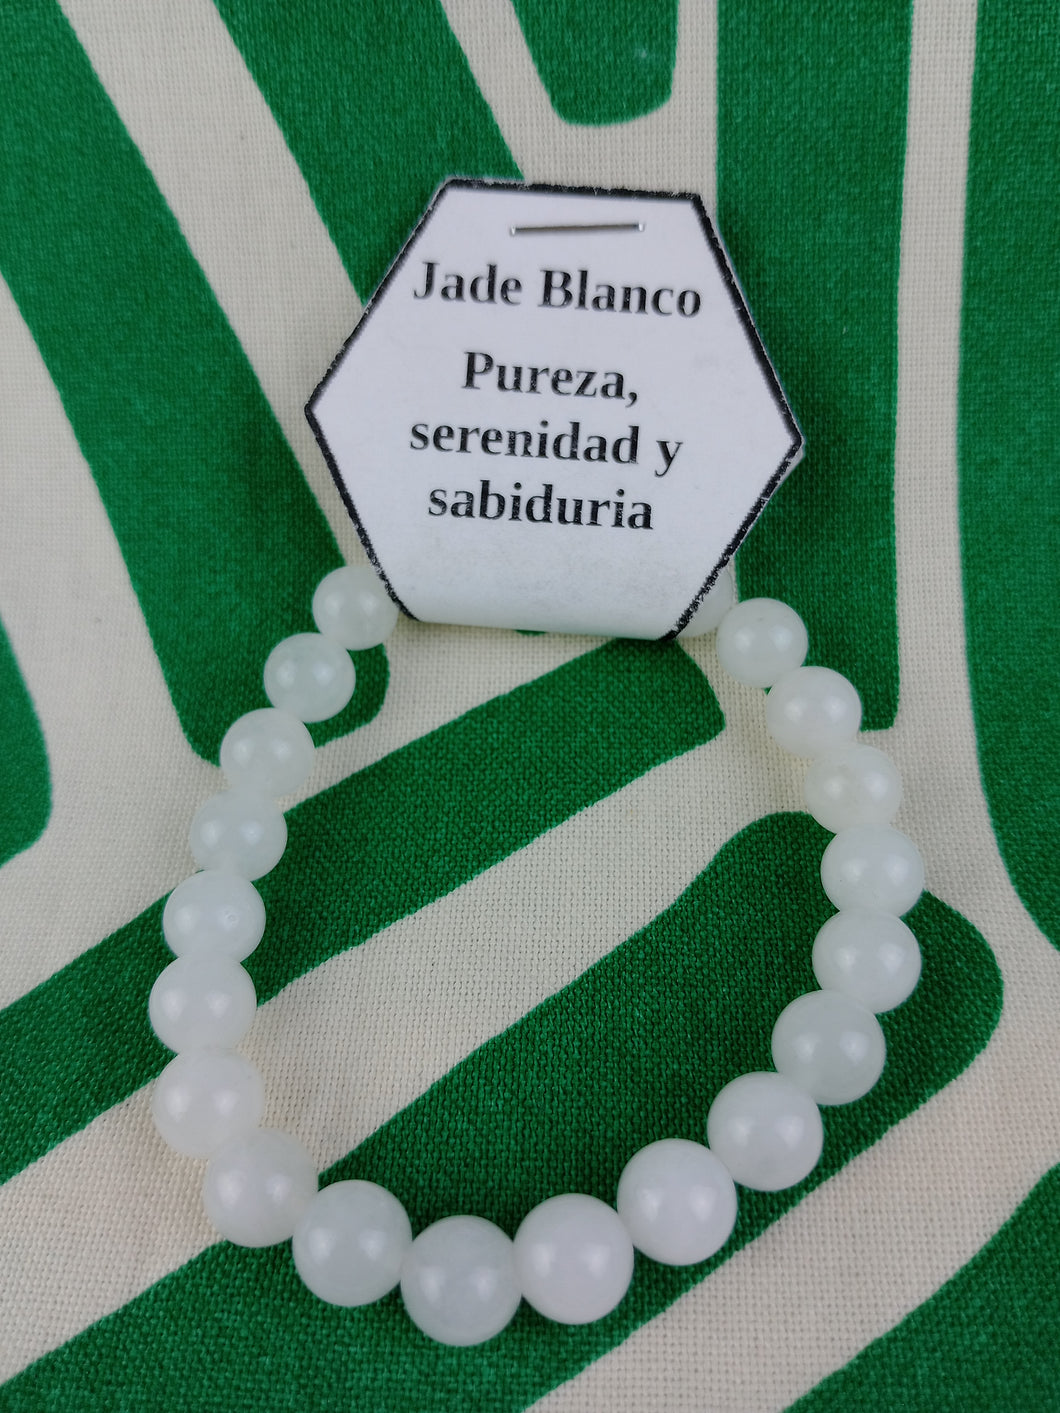 Jade Blanco
Pureza,
serenidad y
sabiduria